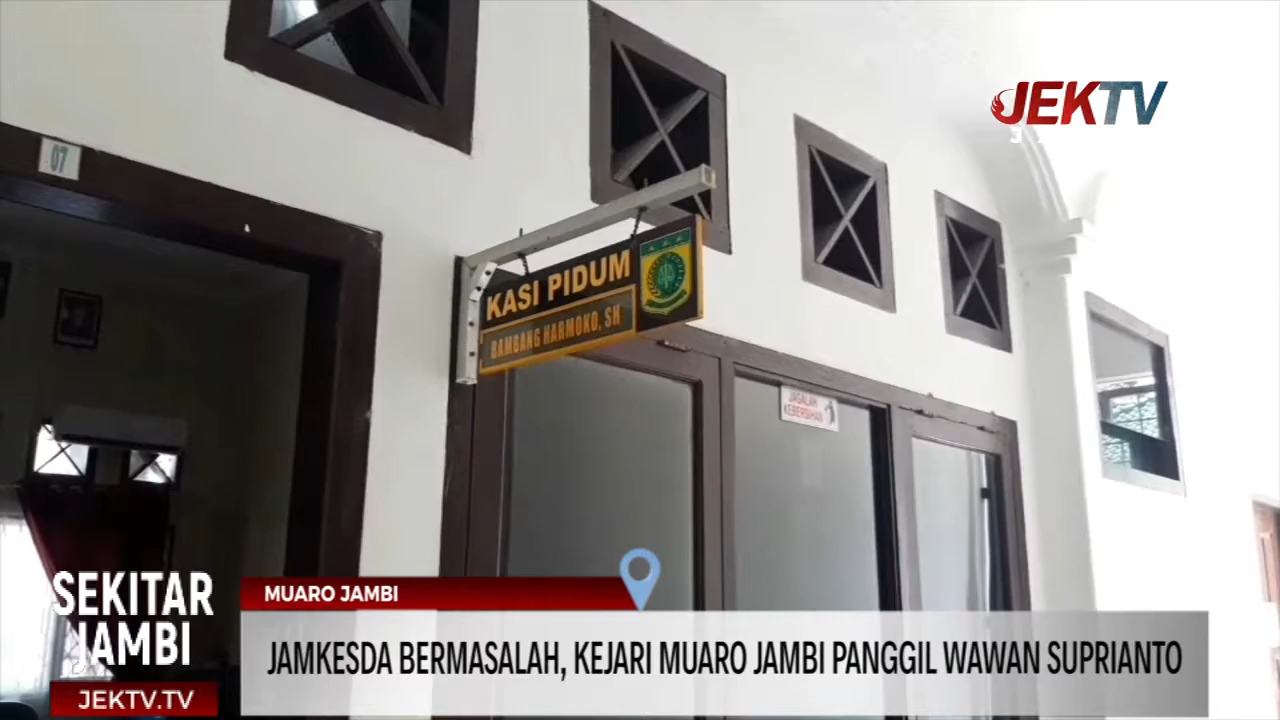 JEKTV
07
KASI PIDUM
BAMBANG HARMOKO, SH
JAGALAH
KEBERSIHAN
SEKITAR
JAMBI
JEKTV.TV
MUARO JAMBI
JAMKESDA BERMASALAH, KEJARI MUARO JAMBI PANGGIL WAWAN SUPRIANTO